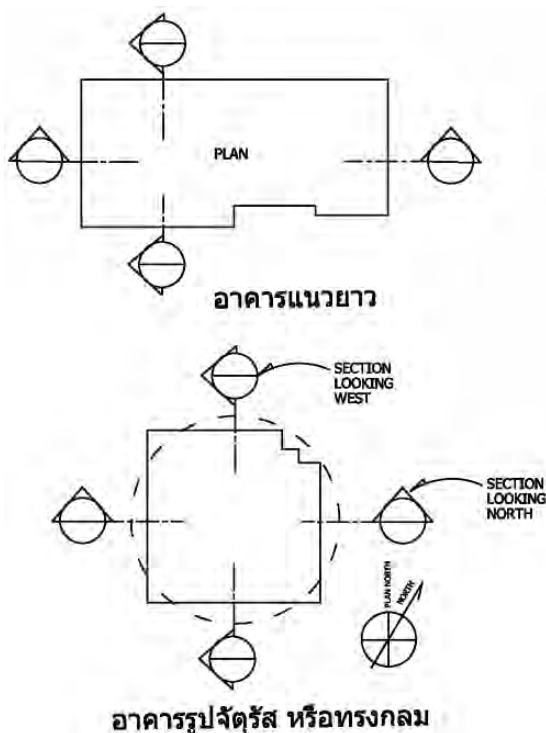 PLAN
อาคารแนวยาว
SECTION
LOOKING
WEST
SECTION
LOOKING
NORTH
PLAN NORTH
NORTH
อาคารรูปจัตุรัส หรือทรงกลม